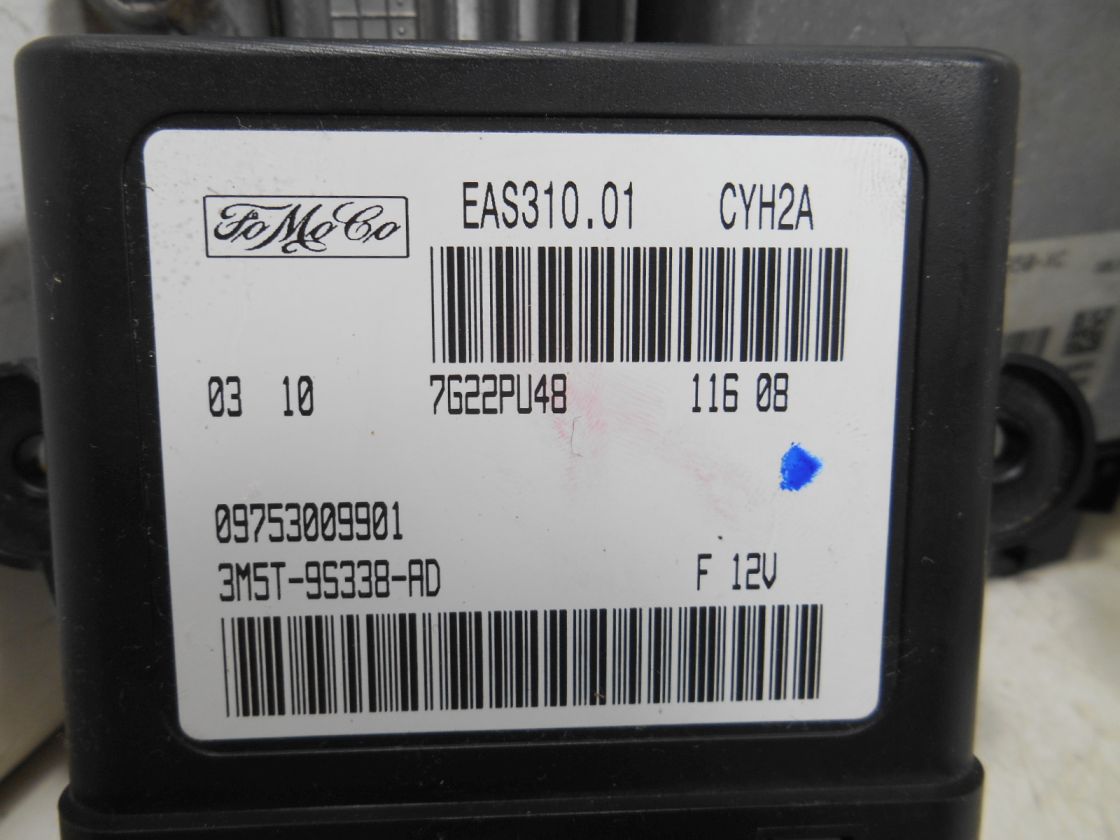 FoMoCo
EAS310.01 CYH2A
03 10 7G22PU48 116 08
09753009901
3M5T-9S338-AD F 12V